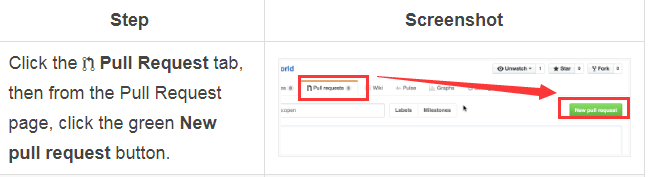 Step
Screenshot
Click the Pull Request tab,
then from the Pull Request
page, click the green New
pull request button.
orld
Unwatch 1 Star 0 Fork 0
Pull requests 0 Wiki Pulse Graphs
Labels Milestones
New pull request